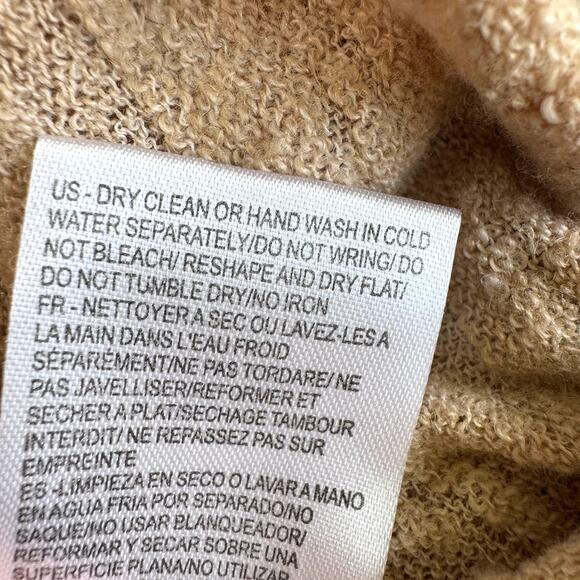 US - DRY CLEAN OR HAND WASH IN COLD
WATER SEPARATELY/DO NOT WRING/ DO
NOT BLEACH/ RESHAPE AND DRY FLAT/
DO NOT TUMBLE DRY/NO IRON
FR - NETTOYER A SEC OU LAVEZ-LES A
LA MAIN DANS L'EAU FROID
SÉPARÉMENT/NE PAS TORDARE/ NE
PAS JAVELLISER/REFORMER ET
SECHER A PLAT/SECHAGE TAMBOUR
INTERDIT/ NE REPASSEZ PAS SUR
EMPREINTE
ES -LIMPIEZA EN SECO O LAVAR A MANO
EN AGUA FRIA POR SEPARADO/NO
SAQUE/NO USAR BLANQUEADOR/
REFORMAR Y SECAR SOBRE UNA
SUPERFICIE PLANA/NO UTILIZAR